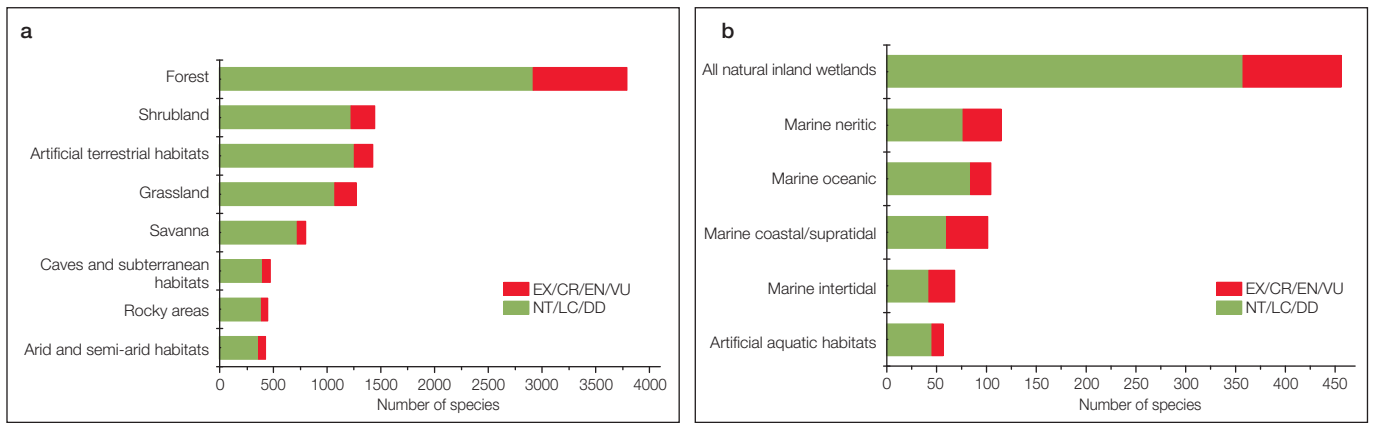 a
Forest
Shrubland
Artificial terrestrial habitats
Grassland
Savanna
Caves and subterranean
habitats
Rocky areas
Arid and semi-arid habitats
EX/CR/EN/VU
NT/LC/DD
0 500 1000 1500 2000 2500 3000 3500 4000
Number of species
b
All natural inland wetlands
Marine neritic
Marine oceanic
Marine coastal/supratidal
Marine intertidal
Artificial aquatic habitats
EX/CR/EN/VU
NT/LC/DD
0 50 100 150 200 250 300 350 400 450
Number of species